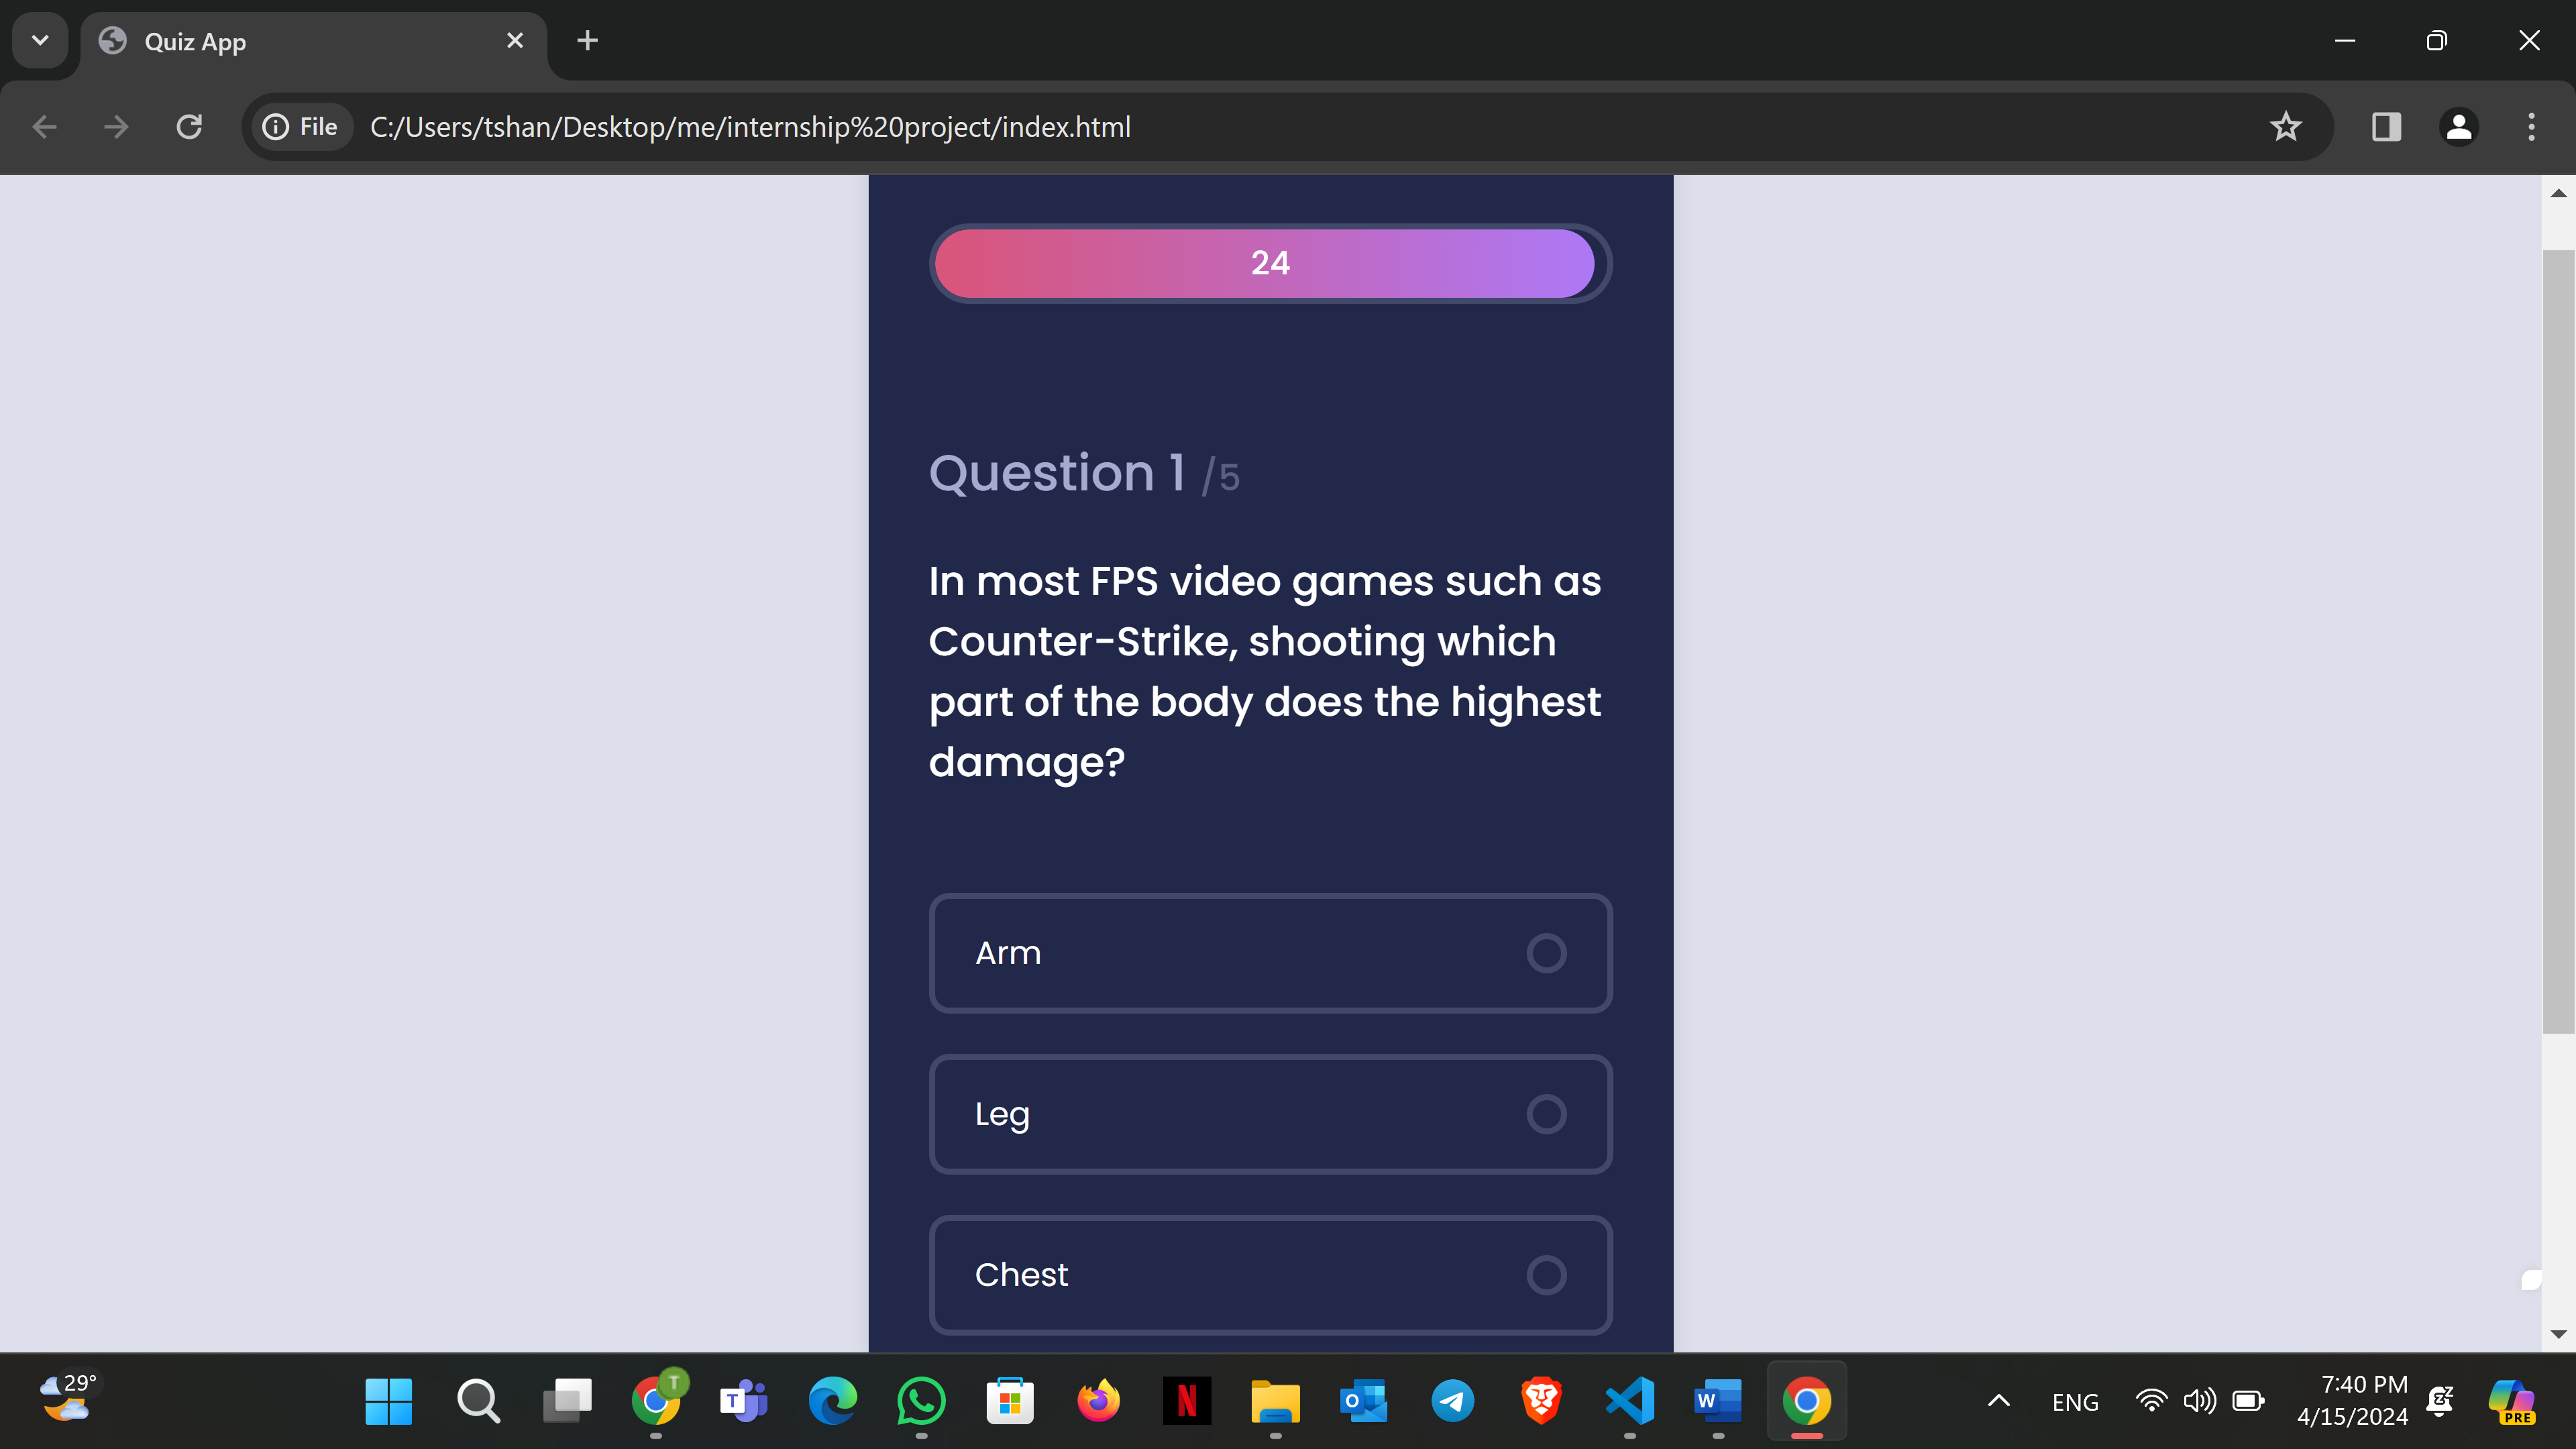 Quiz App
File
C:/Users/tshan/Desktop/me/internship%20project/index.html
24
Question 1 /5
In most FPS video games such as
Counter-Strike, shooting which
part of the body does the highest
damage?
Arm
Leg
Chest
29°
T
T
N
O
W
ENG
7:40 PM
4/15/2024
PRE